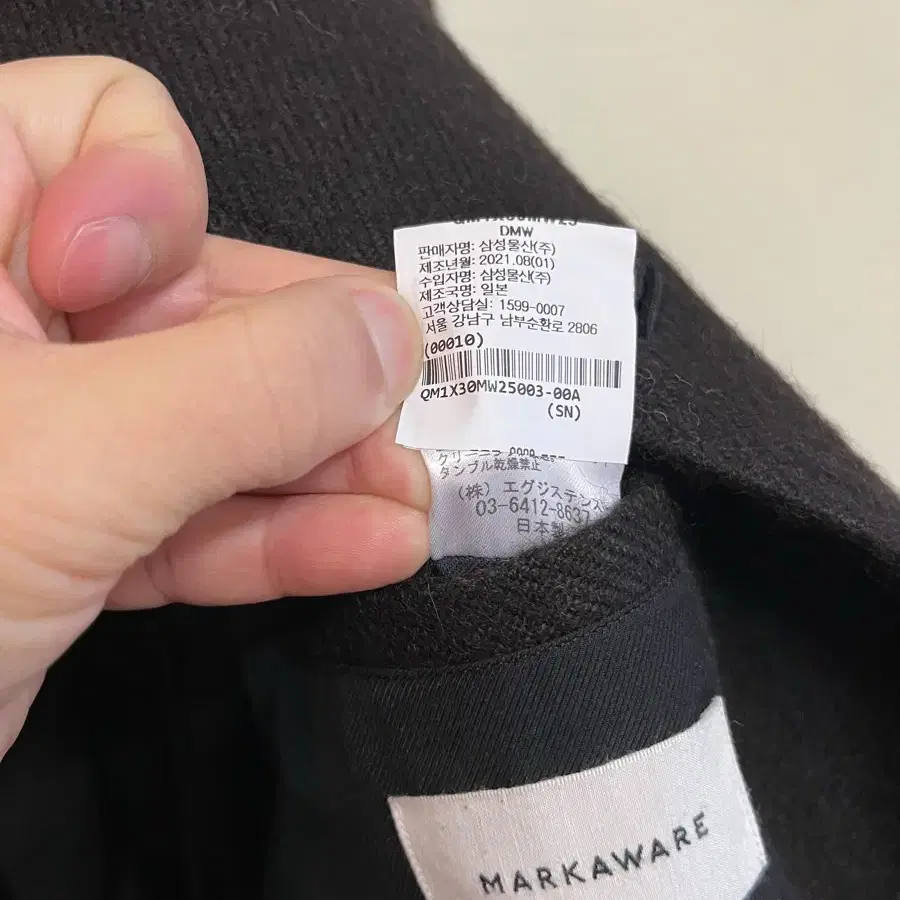 DMW
판매자명: 삼성물산(주)
제조년월: 2021.08(01)
수입자명: 삼성물산(주)
제조국명: 일본
고객상담실: 1599-0007
서울 강남구 남부순환로 2806
(00010)
QM1X30MW25003-00A
(SN)
タンブル乾燥禁止
(株) エグジステンス
03-6412-8637
日本製
MARKAWARE